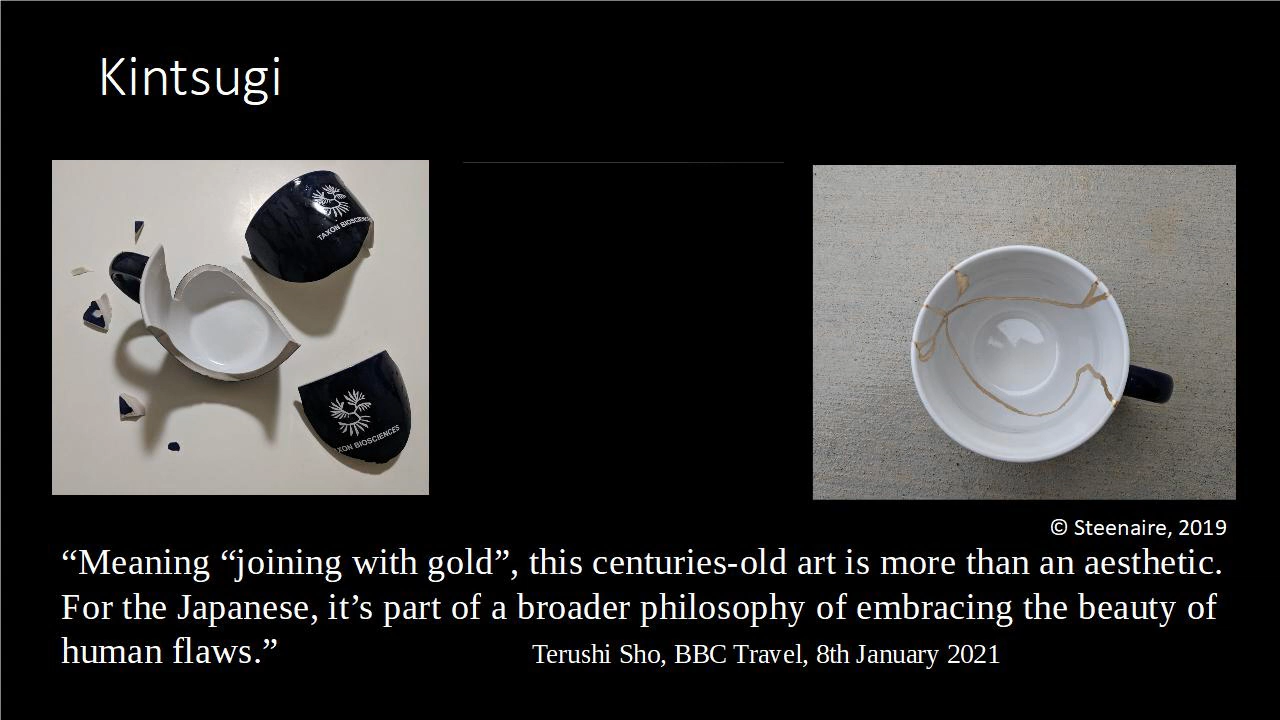 Kintsugi
TAXON BIOSCIENCES
XON BIOSCIENCES
© Steenaire, 2019
“Meaning “joining with gold”, this centuries-old art is more than an aesthetic.
For the Japanese, it’s part of a broader philosophy of embracing the beauty of
human flaws.” Terushi Sho, BBC Travel, 8th January 2021